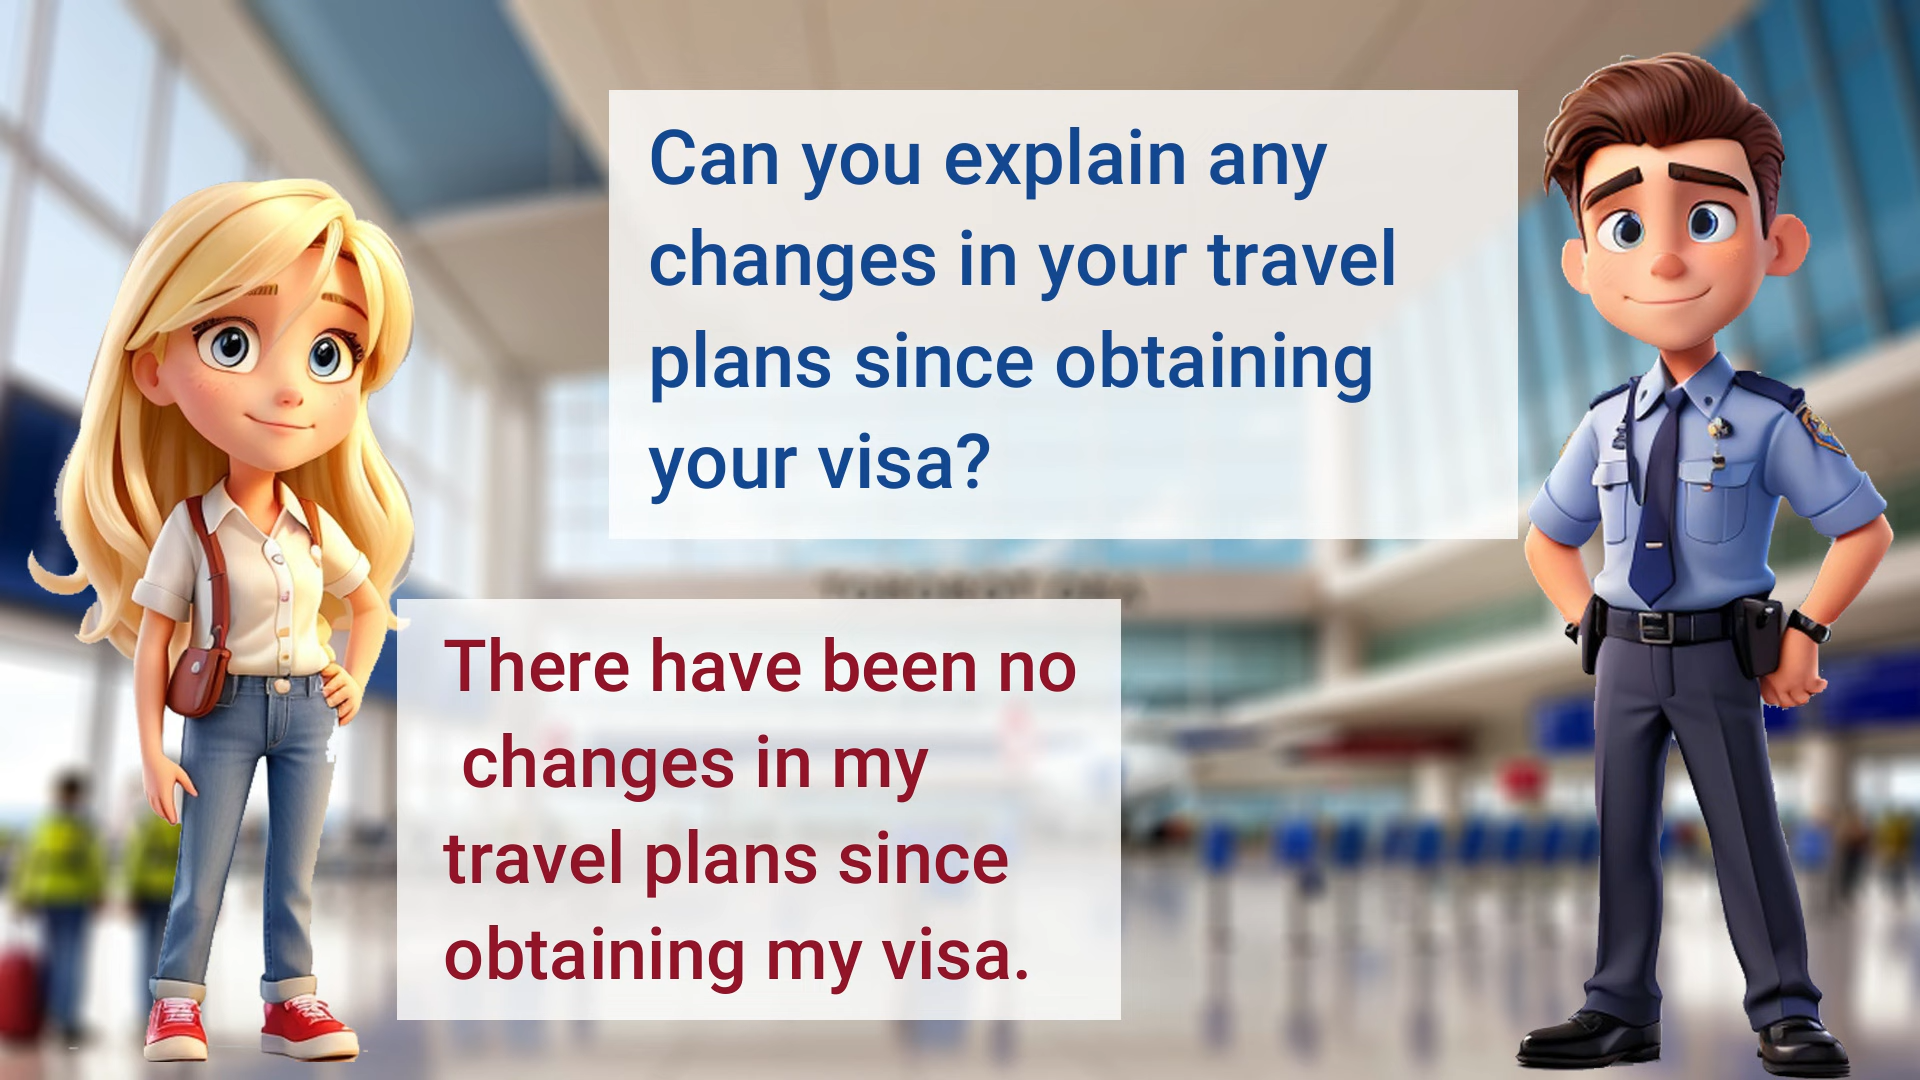 Can you explain any
changes in your travel
plans since obtaining
your visa?
There have been no
changes in my
travel plans since
obtaining my visa.